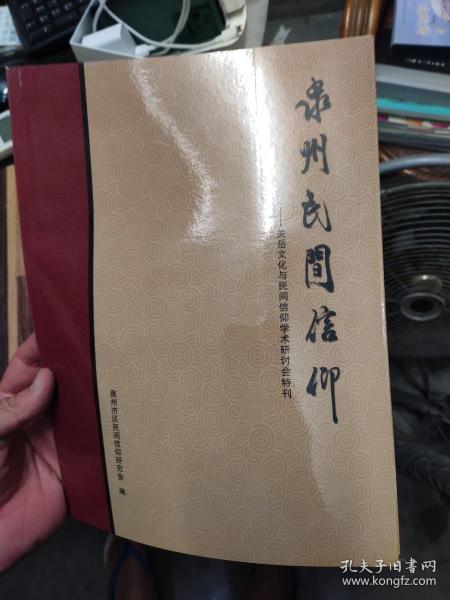 泉州民間信仰
——天岳文化与民间信仰学术研讨会特刊
泉州市区民间信仰研究会 编
孔夫子旧书网
www.kongfz.com